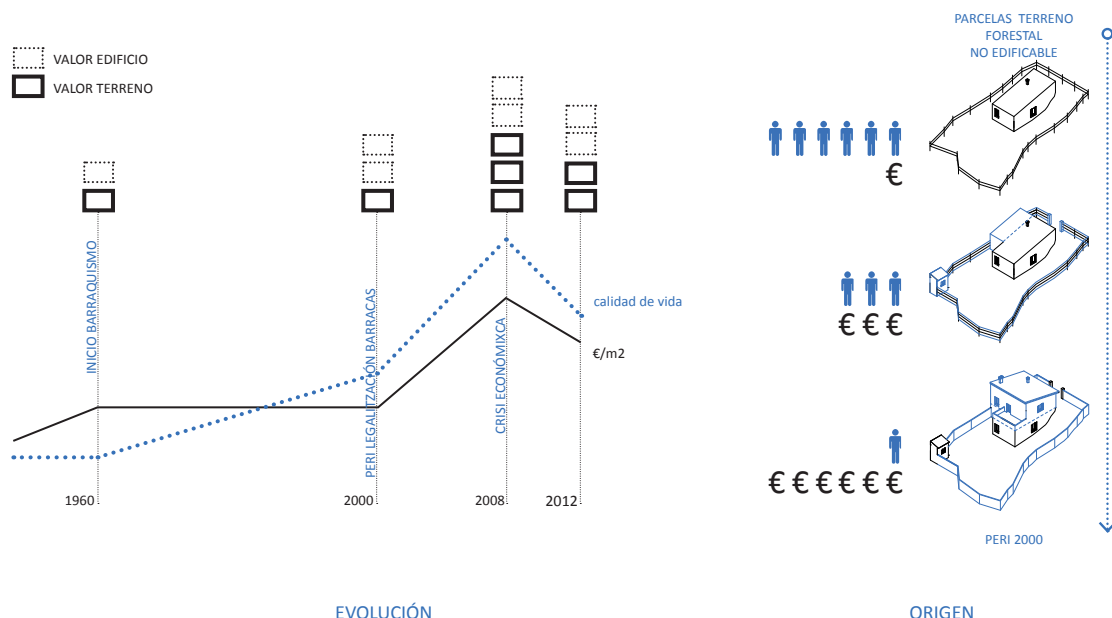 VALOR EDIFICIO
VALOR TERRENO
INICIO BARRAQUISMO
PERI LEGALITZACIÓN BARRACAS
CRISI ECONÓMIXCA
calidad de vida
€/m2
1960
2000
2008
2012
EVOLUCIÓN
PARCELAS TERRENO
FORESTAL
NO EDIFICABLE
€
€ € €
€ € € € € €
PERI 2000
ORIGEN